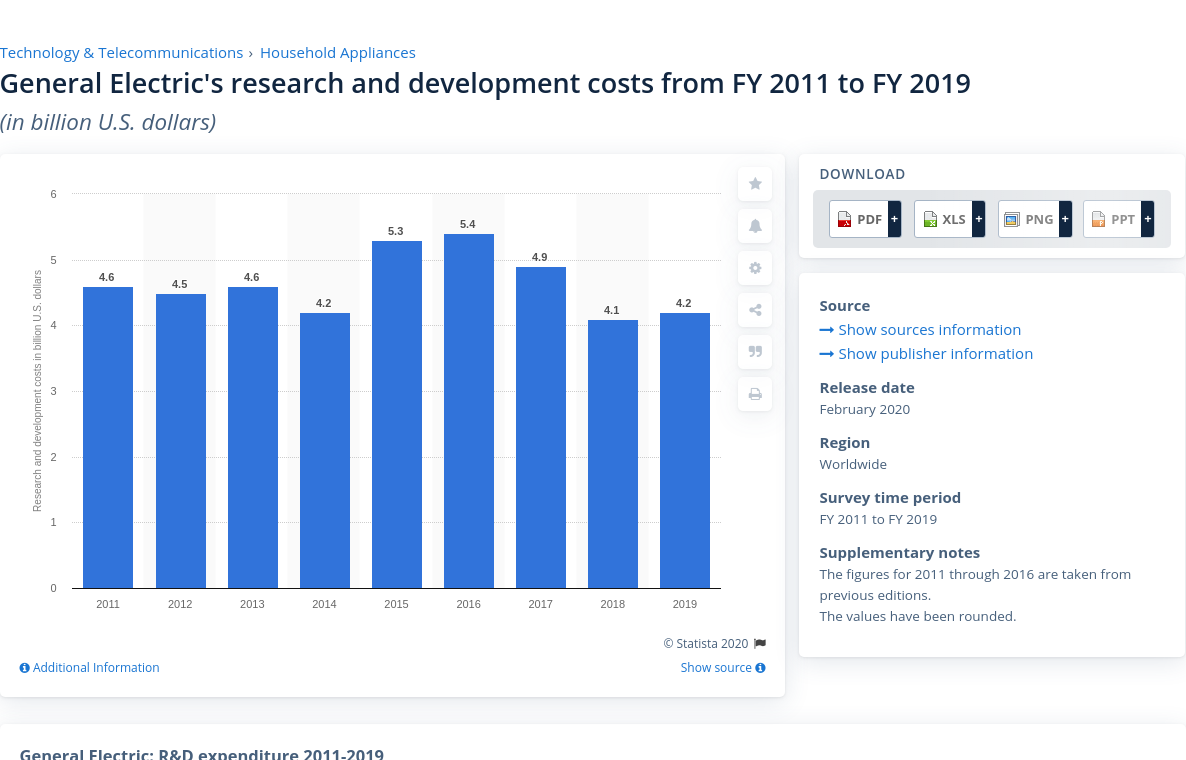 Technology & Telecommunications › Household Appliances
General Electric's research and development costs from FY 2011 to FY 2019
(in billion U.S. dollars)
Research and development costs in billion U.S. dollars
6
5
4
3
2
1
0
4.6
4.5
4.6
4.2
5.3
5.4
4.9
4.1
4.2
2011
2012
2013
2014
2015
2016
2017
2018
2019
© Statista 2020
Additional Information
Show source
DOWNLOAD
PDF + XLS + PNG + PPT +
Source
Show sources information
Show publisher information
Release date
February 2020
Region
Worldwide
Survey time period
FY 2011 to FY 2019
Supplementary notes
The figures for 2011 through 2016 are taken from
previous editions.
The values have been rounded.
General Electric: R&D expenditure 2011-2019